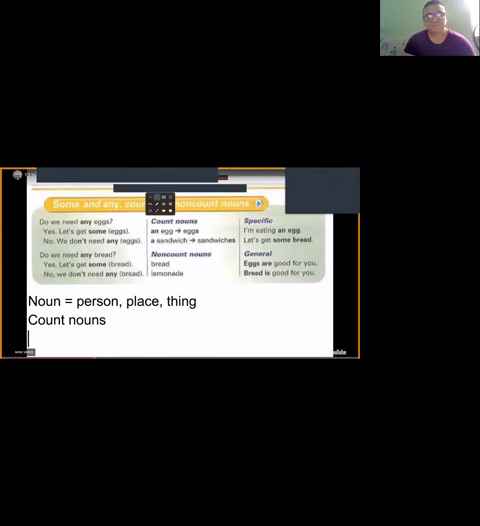 Some and any: count noncount nouns
Do we need any eggs?
Yes. Let's get some (eggs).
No. We don't need any (eggs).
Do we need any bread?
Yes. Let's get some (bread).
No, we don't need any (bread).
Count nouns
an egg → eggs
a sandwich → sandwiches
Noncount nouns
bread
lemonade
Specific
I'm eating an egg.
Let's get some bread.
General
Eggs are good for you.
Bread is good for you.
Noun = person, place, thing
Count nouns